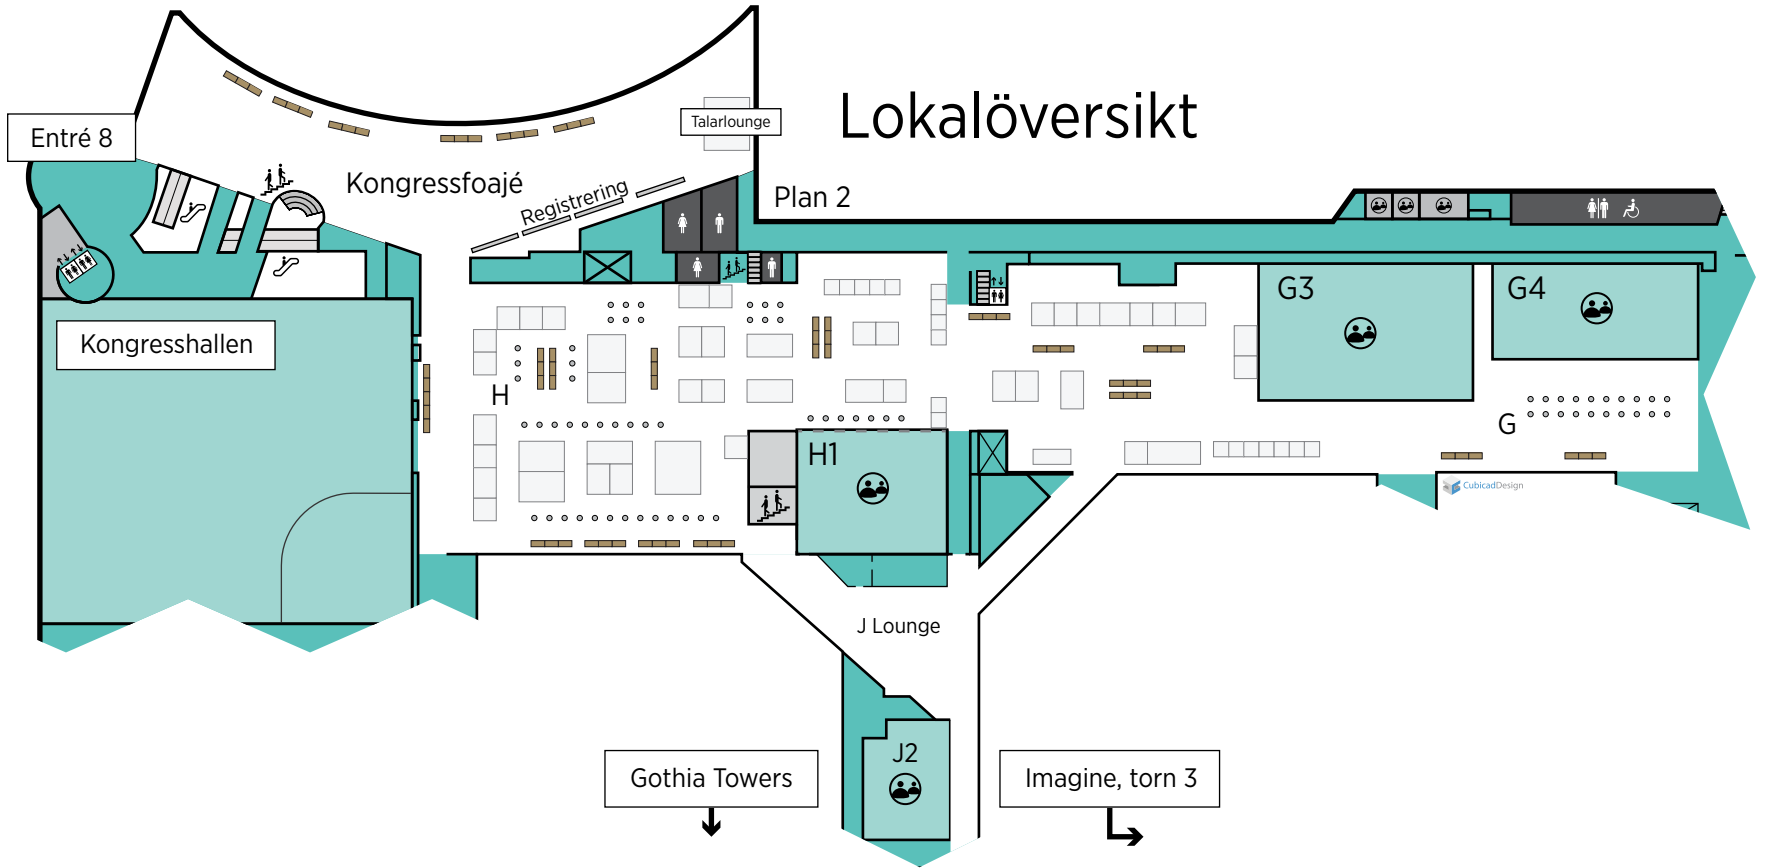 Lokalöversikt
Entré 8
Talarlounge
Kongressfoajé
Registrering
Plan 2
G3
G4
Kongresshallen
H
G
H1
CubicadDesign
J Lounge
J2
Gothia Towers
Imagine, torn 3